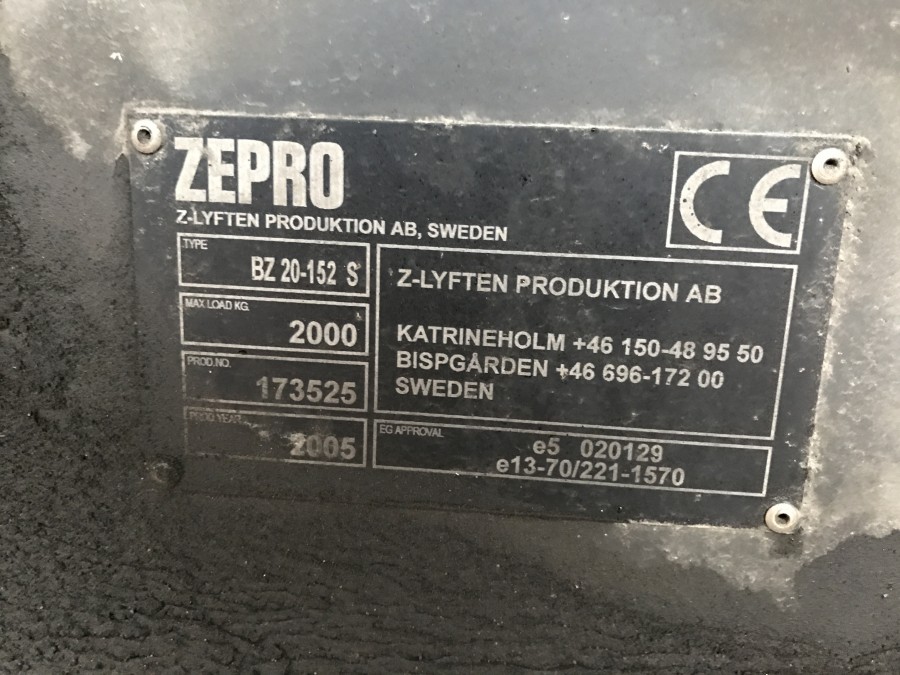 ZEPRO
CE
Z-LYFTEN PRODUKTION AB, SWEDEN
TYPE
BZ 20-152 S
MAX LOAD KG.
2000
PROD.NO.
173525
PROD YEAR
2005
Z-LYFTEN PRODUKTION AB
KATRINEHOLM +46 150-48 95 50
BISPGÅRDEN +46 696-172 00
SWEDEN
EG APPROVAL
e5 020129
e13-70/221-1570